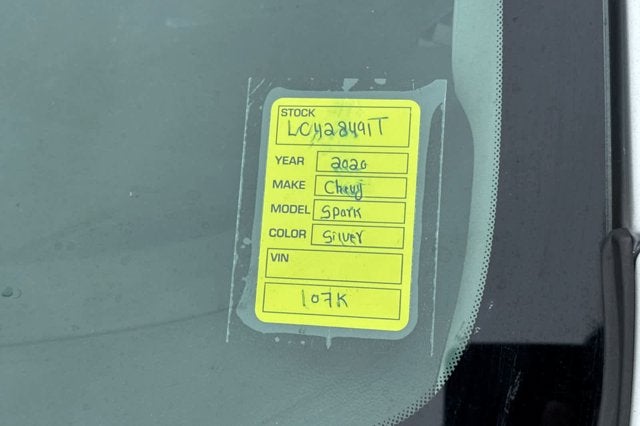 STOCK
LC428491T
YEAR 2020
MAKE Chevy
MODEL Spark
COLOR Silver
VIN
107K